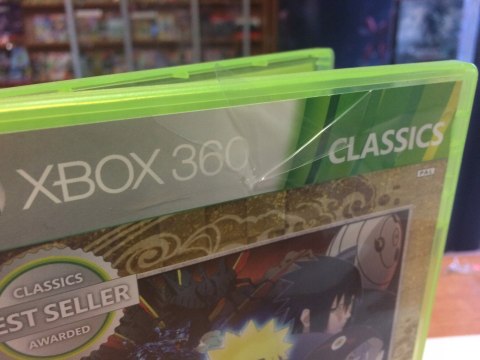 XBOX 360
CLASSICS
PAL
CLASSICS
EST SELLER
AWARDED